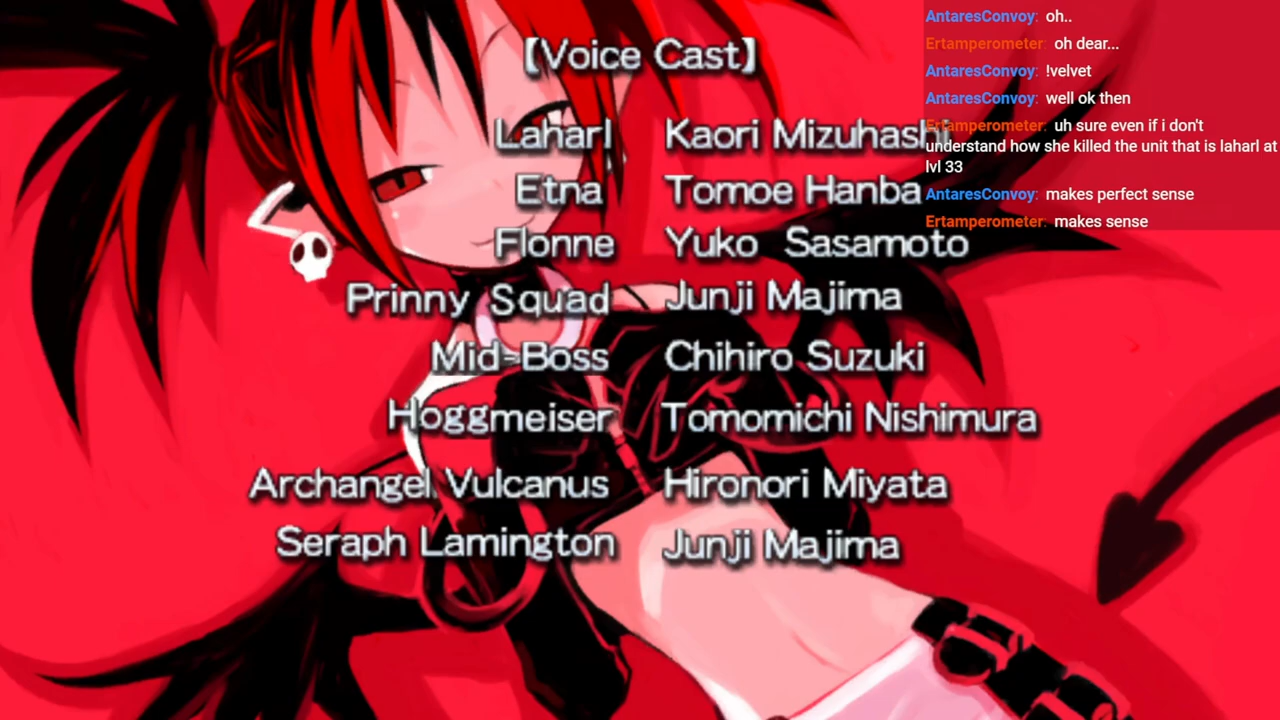 【Voice Cast】
Laharl Kaori Mizuhashi
Etna Tomoe Hanba
Flonne Yuko Sasamoto
Prinny Squad Junji Majima
Mid-Boss Chihiro Suzuki
Hoggmeiser Tomomichi Nishimura
Archangel Vulcanus Hironori Miyata
Seraph Lamington Junji Majima
AntaresConvoy: oh..
Ertamperometer: oh dear...
AntaresConvoy: !velvet
AntaresConvoy: well ok then
Ertamperometer: uh sure even if i don't
understand how she killed the unit that is laharl at
lvl 33
AntaresConvoy: makes perfect sense
Ertamperometer: makes sense